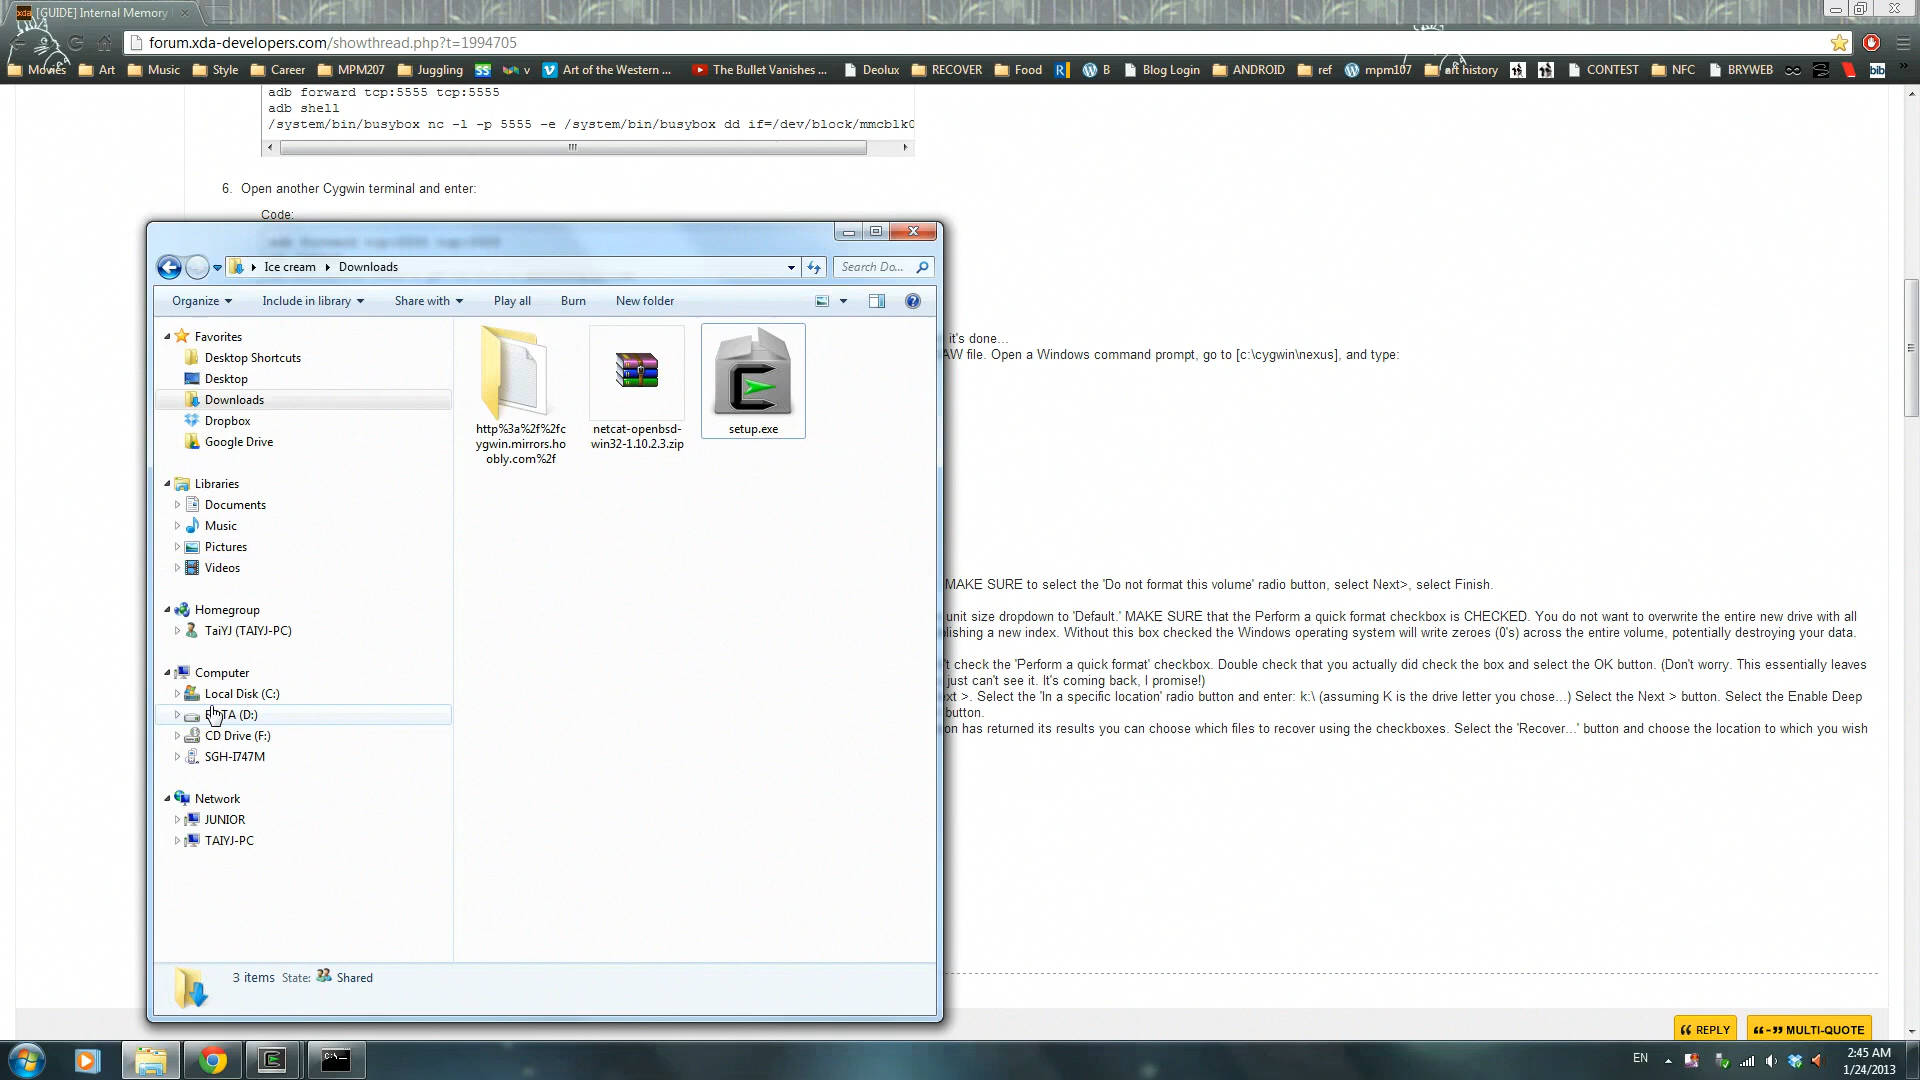 xda [GUIDE] Internal Memory
forum.xda-developers.com/showthread.php?t=1994705
Movies Art Music Style Career MPM207 Juggling SS v Art of the Western ... The Bullet Vanishes ... Deolux RECOVER Food R B Blog Login ANDROID ref mpm107 art history CONTEST NFC BRYWEB bib »
adb forward tcp:5555 tcp:5555
adb shell
/system/bin/busybox nc -l -p 5555 -e /system/bin/busybox dd if=/dev/block/mmcblk0
6. Open another Cygwin terminal and enter:
Code:
adb forward tcp:5555 tcp:5555
Ice cream Downloads
Search Do...
Organize Include in library Share with Play all Burn New folder
Favorites
Desktop Shortcuts
Desktop
Downloads
Dropbox
Google Drive
Libraries
Documents
Music
Pictures
Videos
Homegroup
TaiYJ (TAIYJ-PC)
Computer
Local Disk (C:)
TA (D:)
CD Drive (F:)
SGH-I747M
Network
JUNIOR
TAIYJ-PC
http%3a%2f%2fc
ygwin.mirrors.ho
obly.com%2f
netcat-openbsd-
win32-1.10.2.3.zip
setup.exe
3 items State: Shared
it's done...
AW file. Open a Windows command prompt, go to [c:\cygwin\nexus], and type:
MAKE SURE to select the 'Do not format this volume' radio button, select Next>, select Finish.
unit size dropdown to 'Default.' MAKE SURE that the Perform a quick format checkbox is CHECKED. You do not want to overwrite the entire new drive with all
lishing a new index. Without this box checked the Windows operating system will write zeroes (0's) across the entire volume, potentially destroying your data.
't check the 'Perform a quick format' checkbox. Double check that you actually did check the box and select the OK button. (Don't worry. This essentially leaves
just can't see it. It's coming back, I promise!)
ext >. Select the 'In a specific location' radio button and enter: k:\ (assuming K is the drive letter you chose...) Select the Next > button. Select the Enable Deep
button.
on has returned its results you can choose which files to recover using the checkboxes. Select the 'Recover...' button and choose the location to which you wish
REPLY MULTI-QUOTE
EN
2:45 AM
1/24/2013